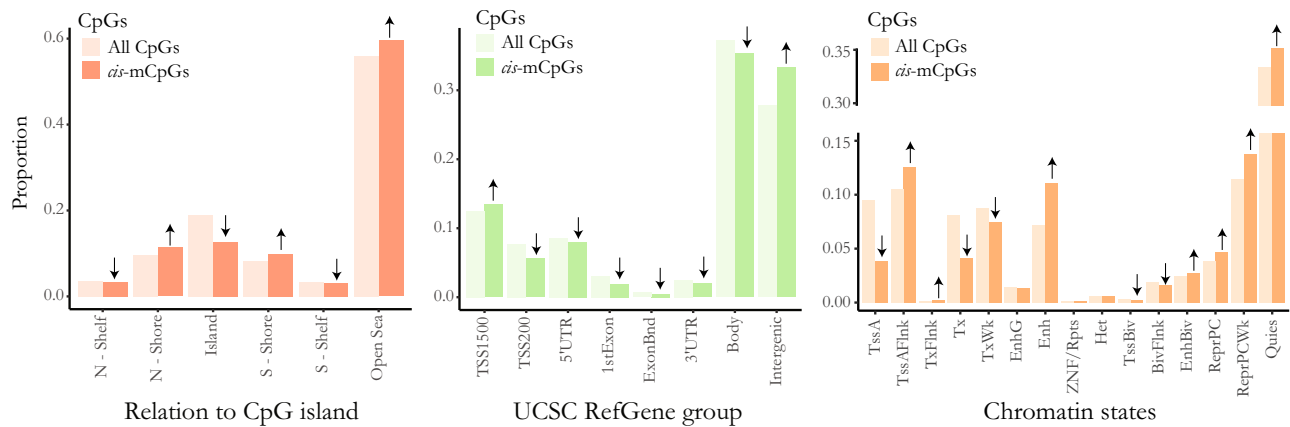 CpGs
All CpGs
cis-mCpGs
Proportion
0.6
0.4
0.2
0.0
N - Shelf
N - Shore
Island
S - Shore
S - Shelf
Open Sea
Relation to CpG island
CpGs
All CpGs
cis-mCpGs
0.3
0.2
0.1
0.0
TSS1500
TSS200
5'UTR
1stExon
ExonBnd
3'UTR
Body
Intergenic
UCSC RefGene group
CpGs
All CpGs
cis-mCpGs
0.35
0.30
0.15
0.10
0.05
0.00
TssA
TssAFlnk
TxFlnk
Tx
TxWk
EnhG
Enh
ZNF/Rpts
Het
TssBiv
BivFlnk
EnhBiv
ReprPC
ReprPCWk
Quies
Chromatin states